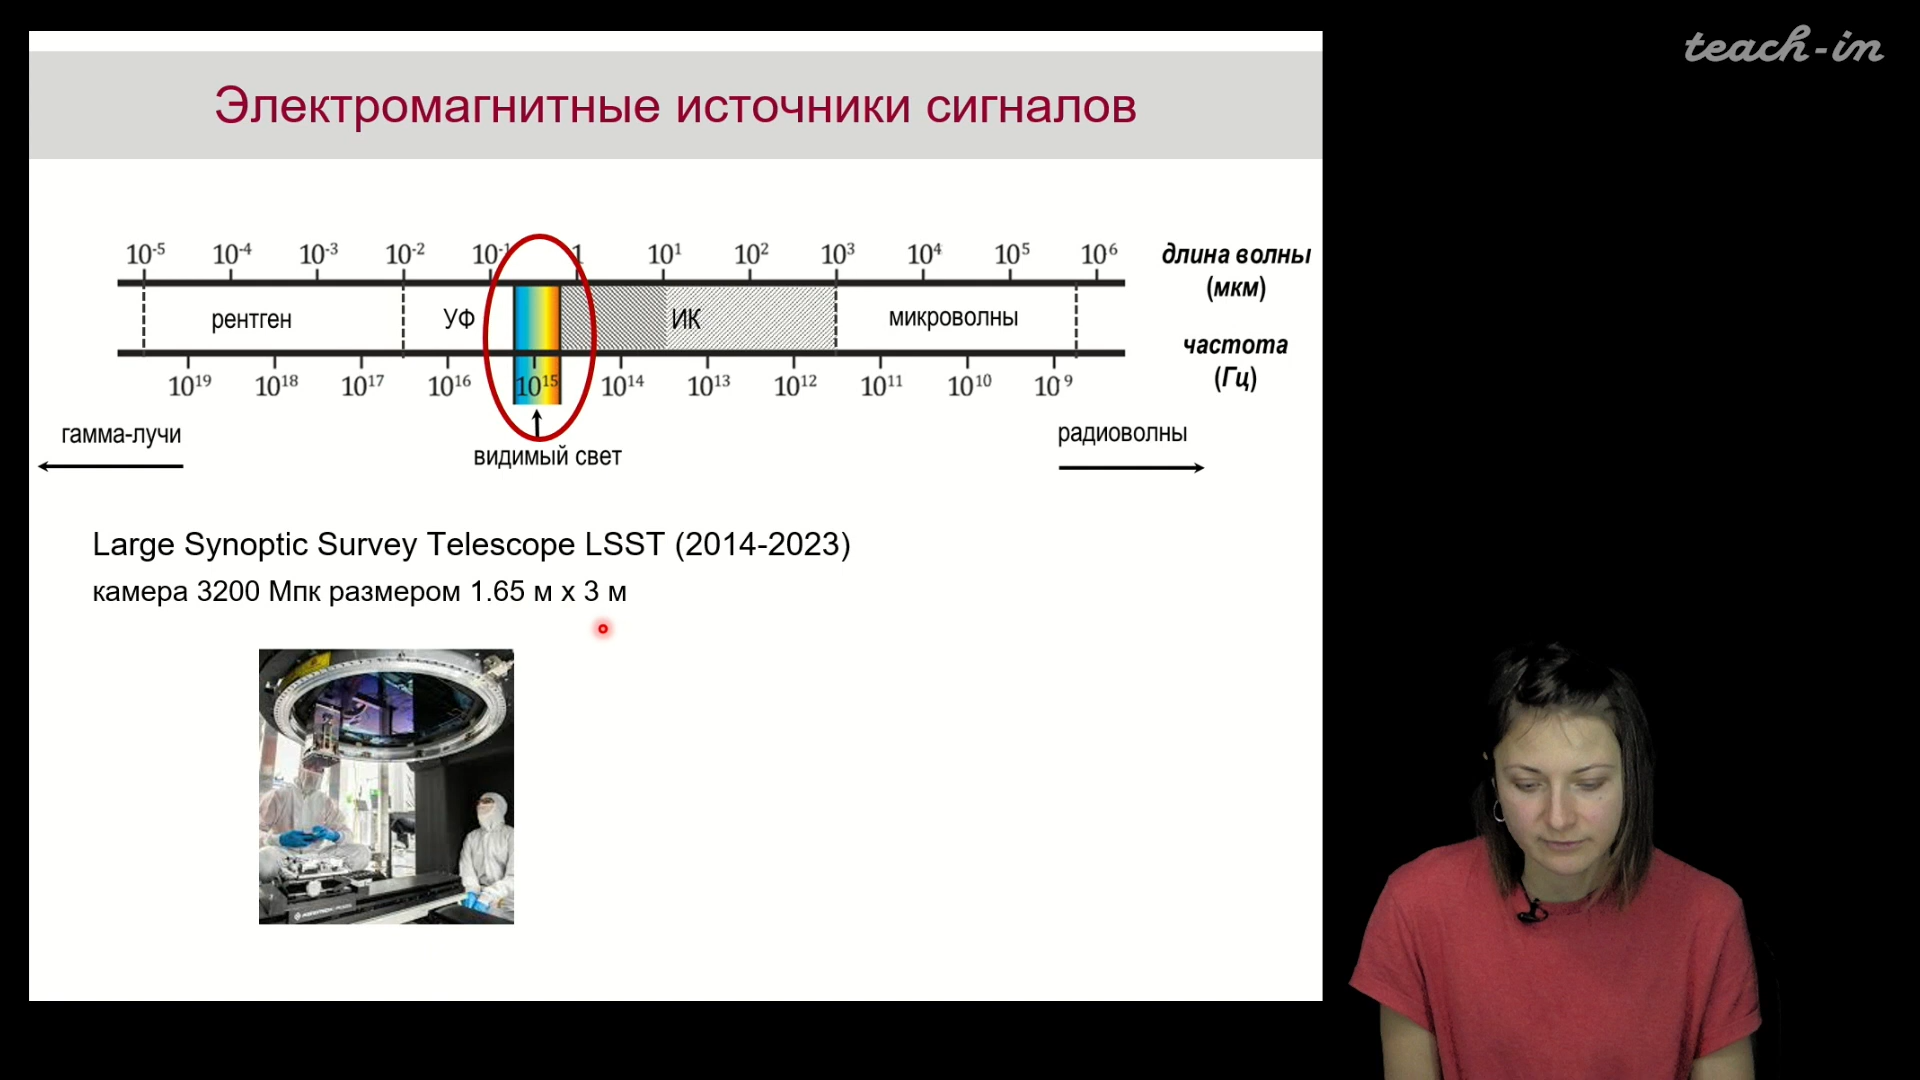 teach-in
Электромагнитные источники сигналов
10⁻⁵ 10⁻⁴ 10⁻³ 10⁻² 10⁻¹ 1 10¹ 10² 10³ 10⁴ 10⁵ 10⁶ длина волны
(мкм)
рентген УФ ИК микроволны
частота
(Гц)
10¹⁹ 10¹⁸ 10¹⁷ 10¹⁶ 10¹⁵ 10¹⁴ 10¹³ 10¹² 10¹¹ 10¹⁰ 10⁹
гамма-лучи радиоволны
видимый свет
Large Synoptic Survey Telescope LSST (2014-2023)
камера 3200 Мпк размером 1.65 м х 3 м